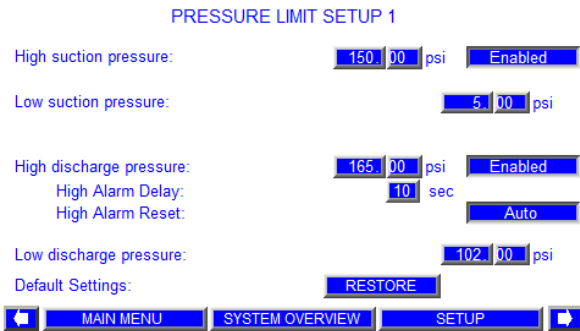 PRESSURE LIMIT SETUP 1
High suction pressure: 150. 00 psi Enabled
Low suction pressure: 5. 00 psi
High discharge pressure: 165. 00 psi Enabled
High Alarm Delay: 10 sec
High Alarm Reset: Auto
Low discharge pressure: 102. 00 psi
Default Settings: RESTORE
MAIN MENU SYSTEM OVERVIEW SETUP